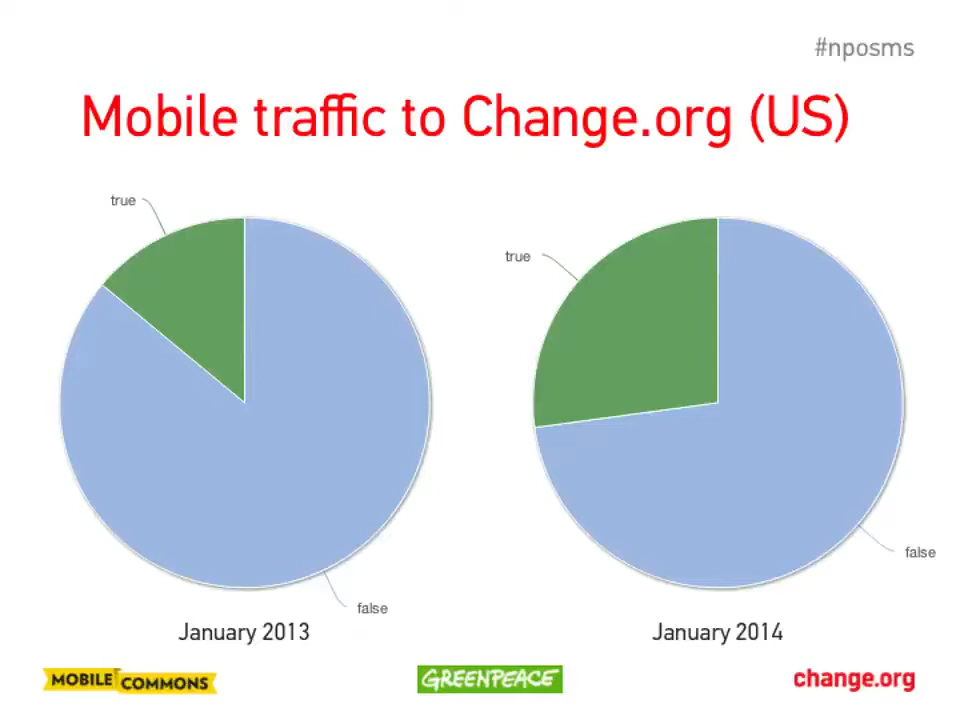 #nposms
Mobile traffic to Change.org (US)
true
true
false
false
January 2013
January 2014
MOBILE COMMONS
GREENPEACE
change.org